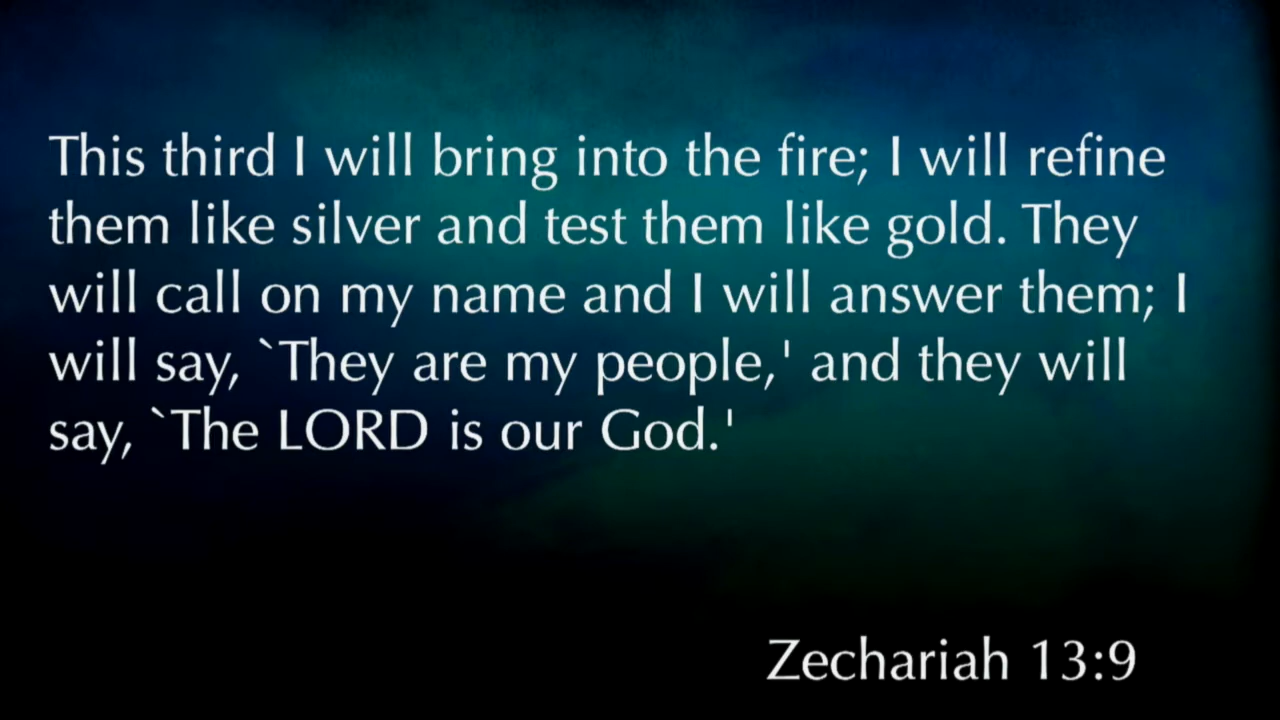 This third I will bring into the fire; I will refine
them like silver and test them like gold. They
will call on my name and I will answer them; I
will say, `They are my people,' and they will
say, `The LORD is our God.'
Zechariah 13:9